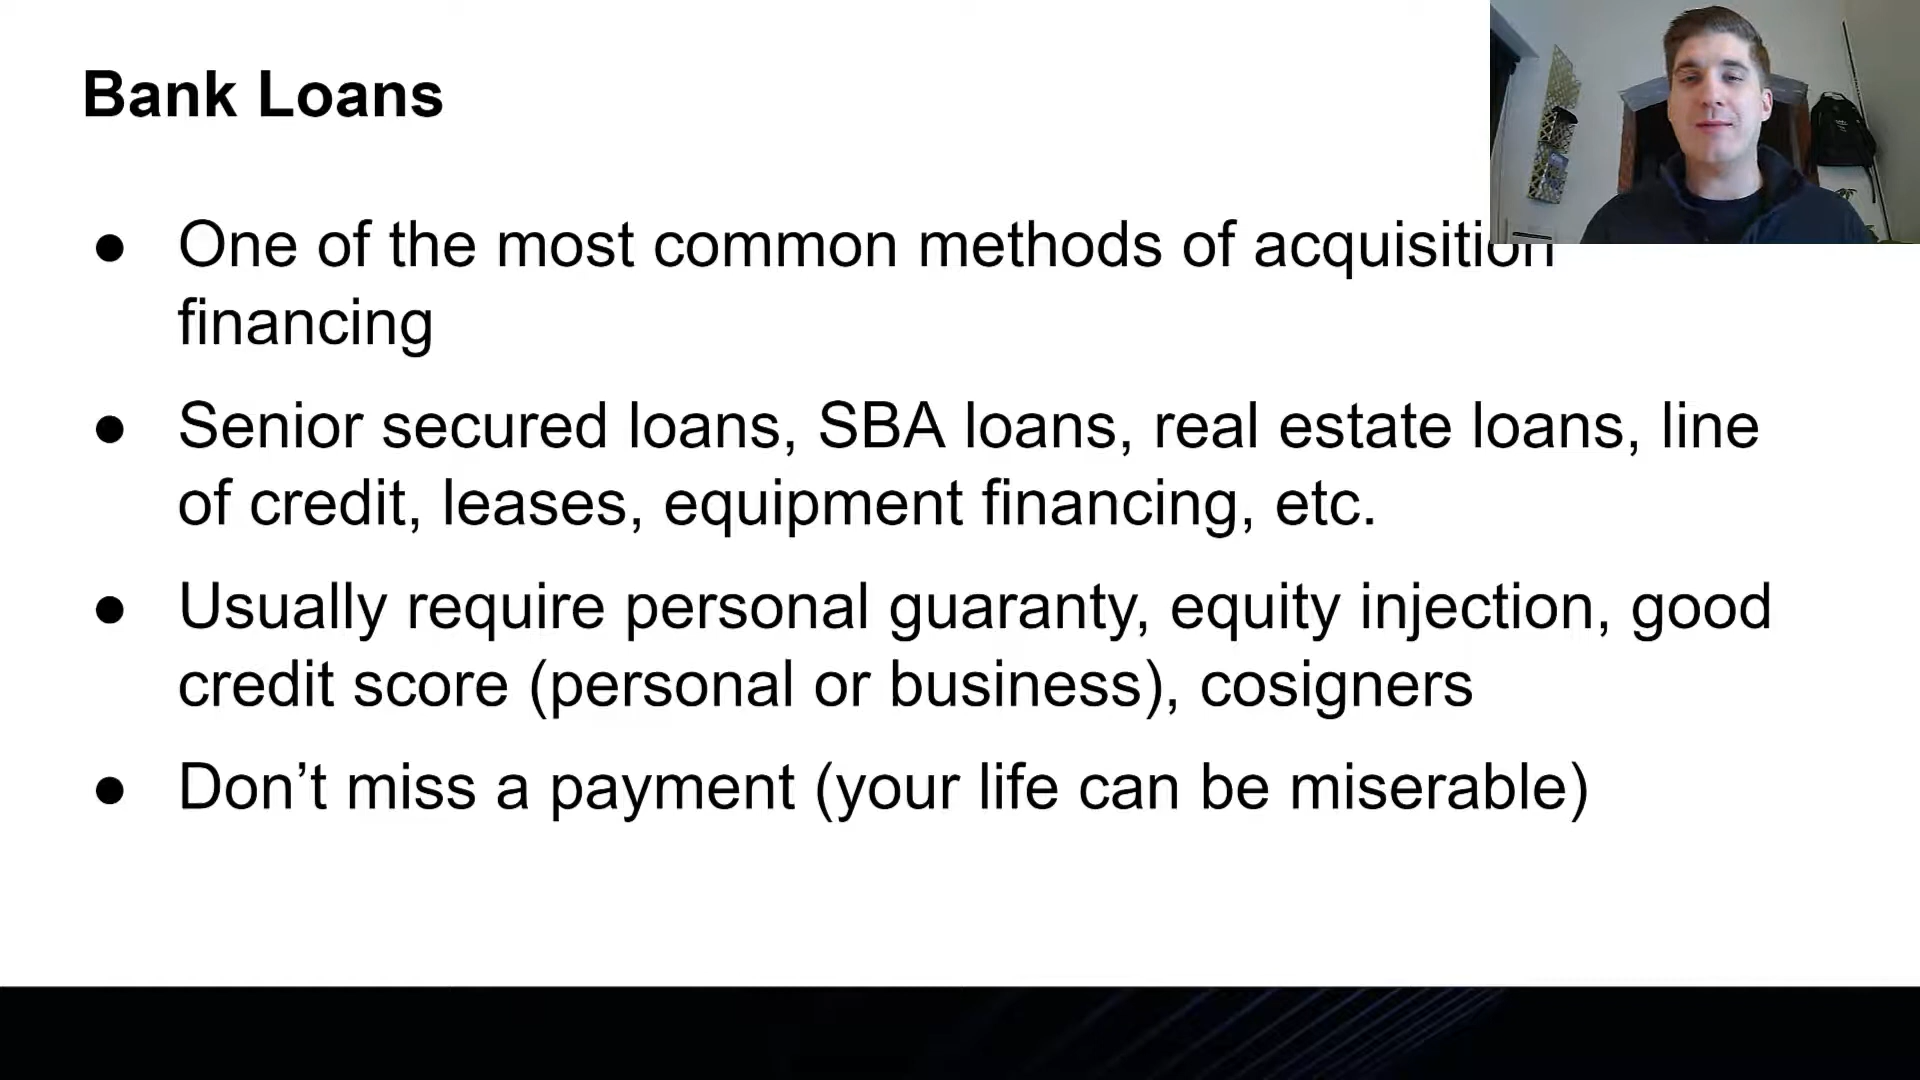 Bank Loans
● One of the most common methods of acquisition
financing
● Senior secured loans, SBA loans, real estate loans, line
of credit, leases, equipment financing, etc.
● Usually require personal guaranty, equity injection, good
credit score (personal or business), cosigners
● Don’t miss a payment (your life can be miserable)